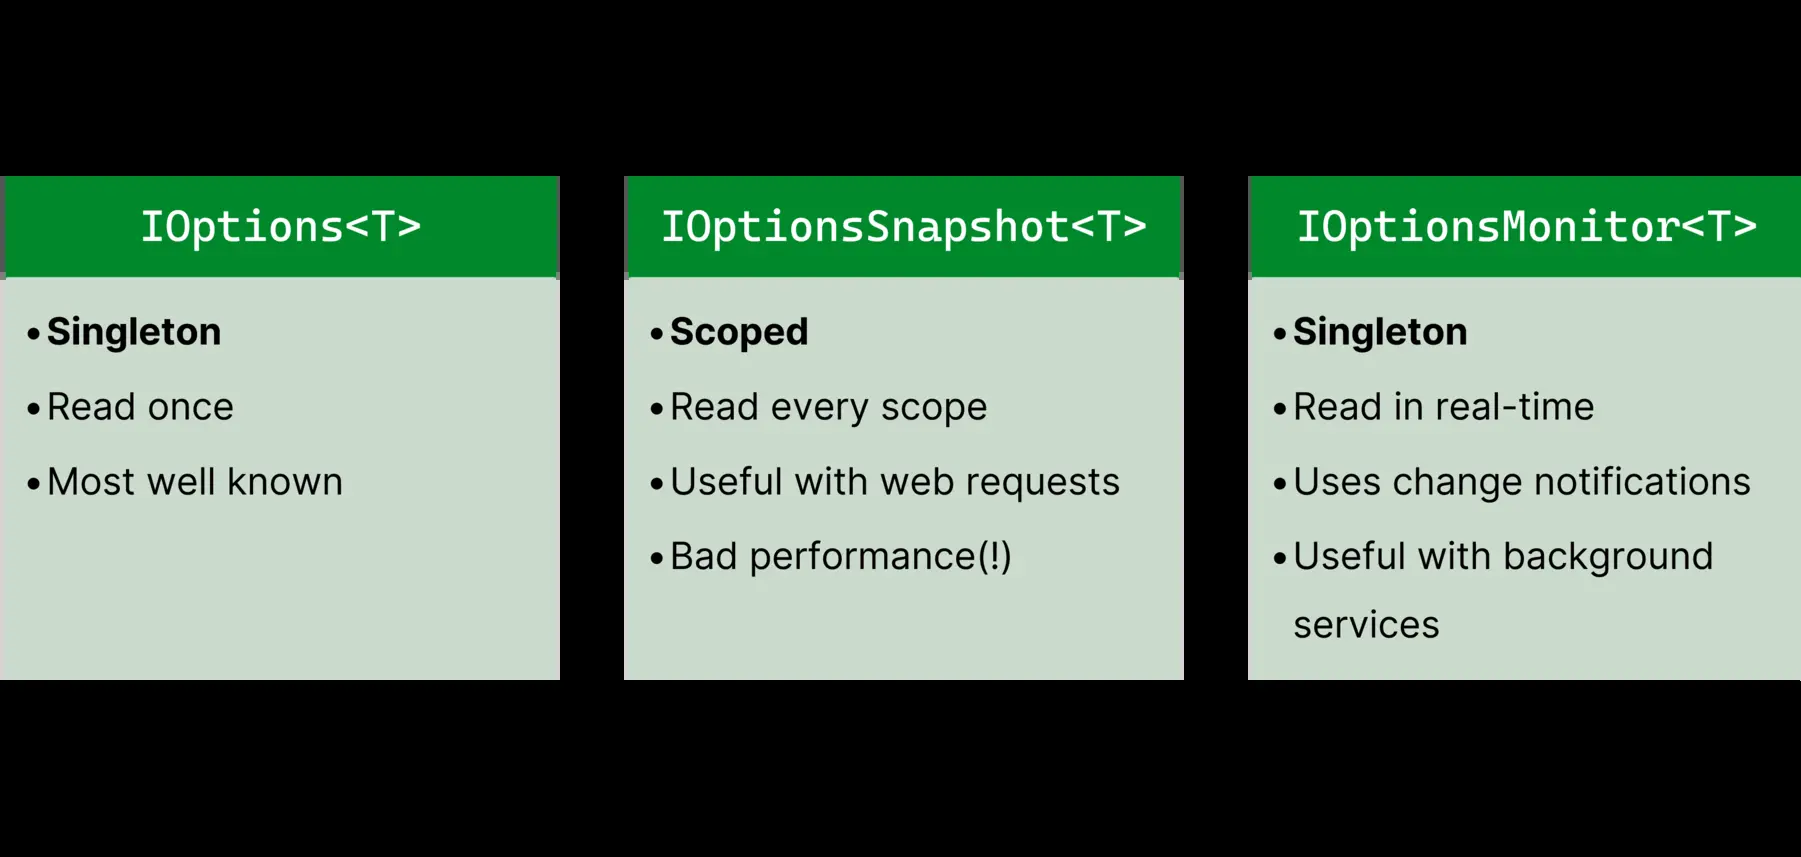 IOptions<T>
• Singleton
• Read once
• Most well known
IOptionsSnapshot<T>
• Scoped
• Read every scope
• Useful with web requests
• Bad performance(!)
IOptionsMonitor<T>
• Singleton
• Read in real-time
• Uses change notifications
• Useful with background
services